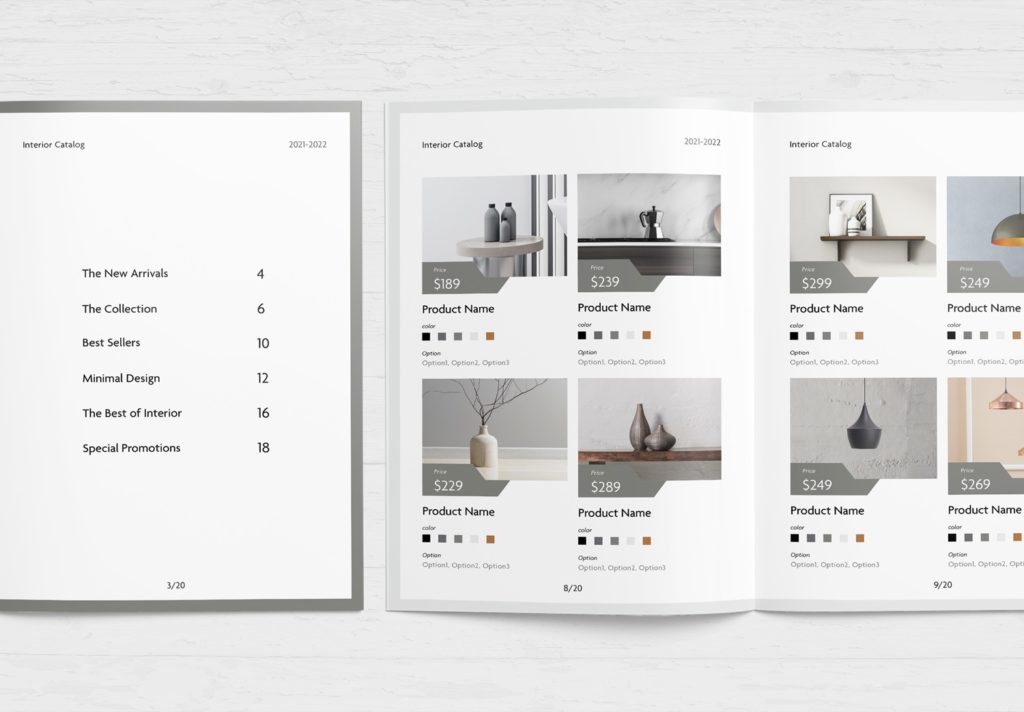 Interior Catalog 2021-2022
The New Arrivals 4
The Collection 6
Best Sellers 10
Minimal Design 12
The Best of Interior 16
Special Promotions 18
3/20
Interior Catalog 2021-2022
Price
$189
Product Name
color
Option
Option1, Option2, Option3
Price
$239
Product Name
color
Option
Option1, Option2, Option3
Price
$229
Product Name
color
Option
Option1, Option2, Option3
Price
$289
Product Name
color
Option
Option1, Option2, Option3
8/20
Interior Catalog
Price
$299
Product Name
color
Option
Option1, Option2, Option3
Price
$249
Product Name
color
Option
Option1, Option2, Option3
Price
$249
Product Name
color
Option
Option1, Option2, Option3
Price
$269
Product Name
color
Option
Option1, Option2, Option3
9/20